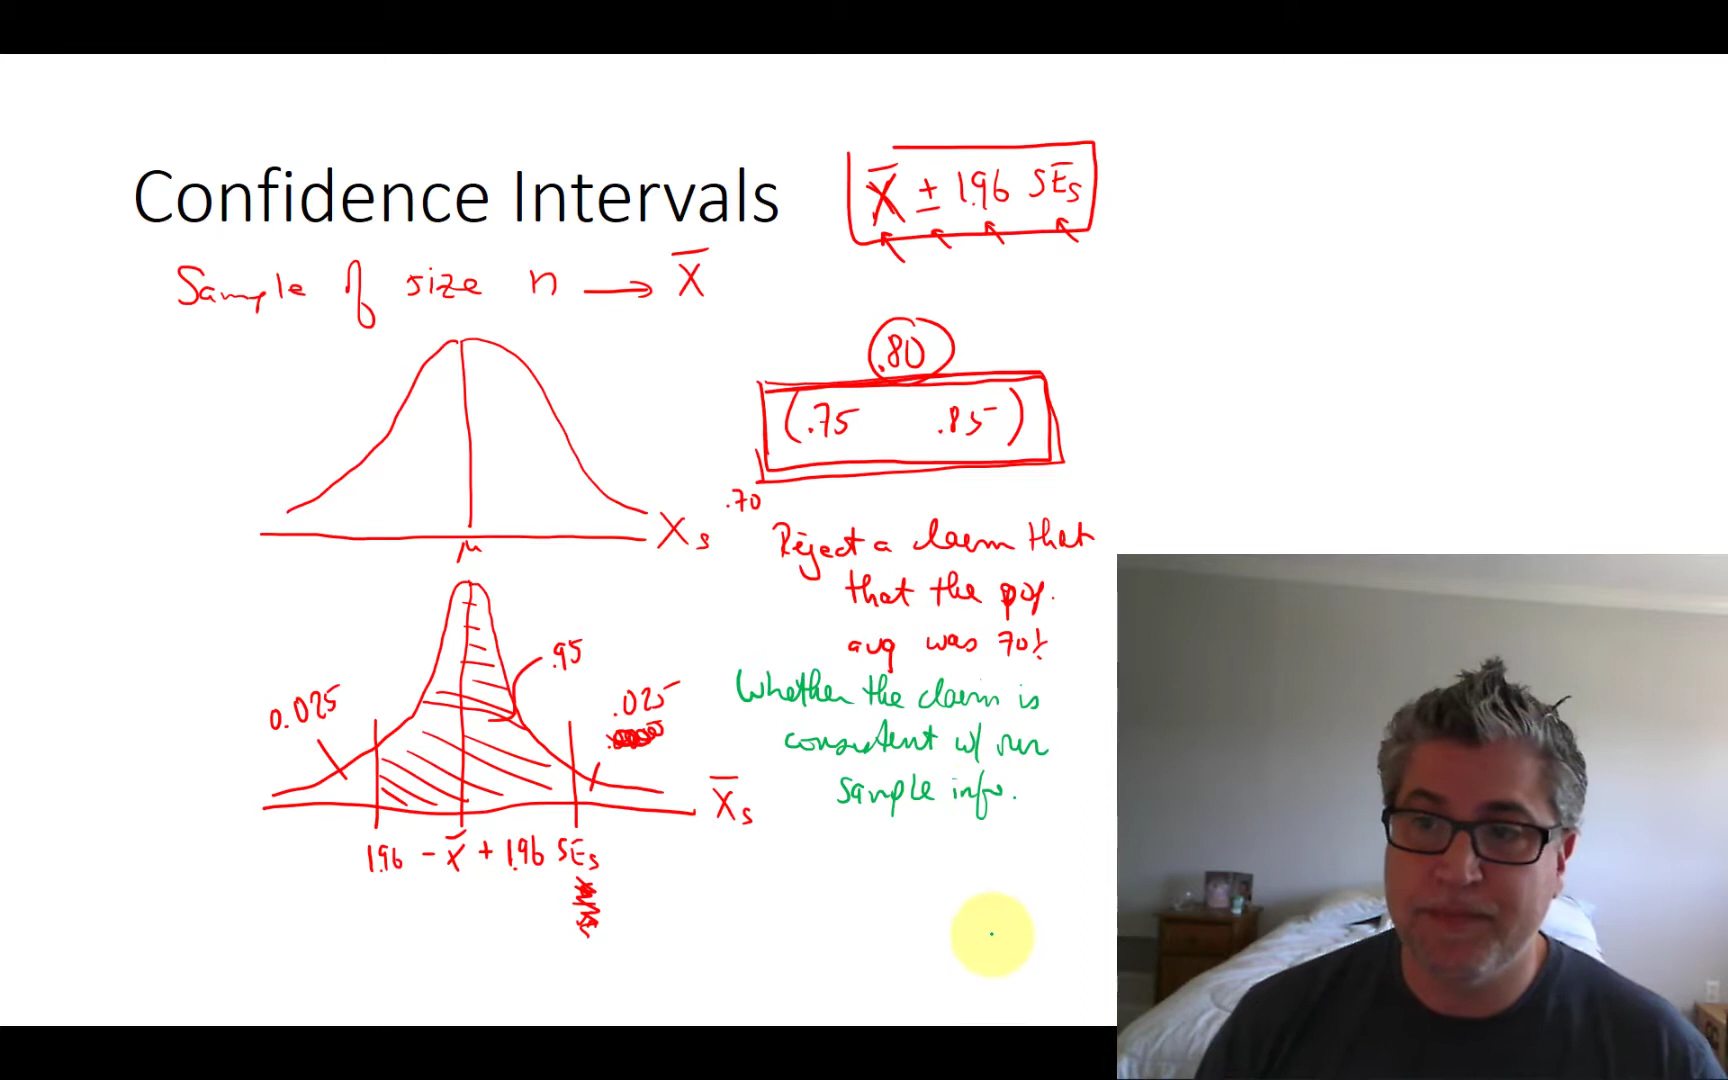 Confidence Intervals
X̄ ± 1.96 SEs
Sample of size n → X̄
.80
(.75 .85)
.70
Xs
μ
Reject a claim that
that the pop.
avg was 70%
Whether the claim is
consistent w/ our
sample info.
.95
0.025
.025
X̄s
1.96 - X̄ + 1.96 SEs